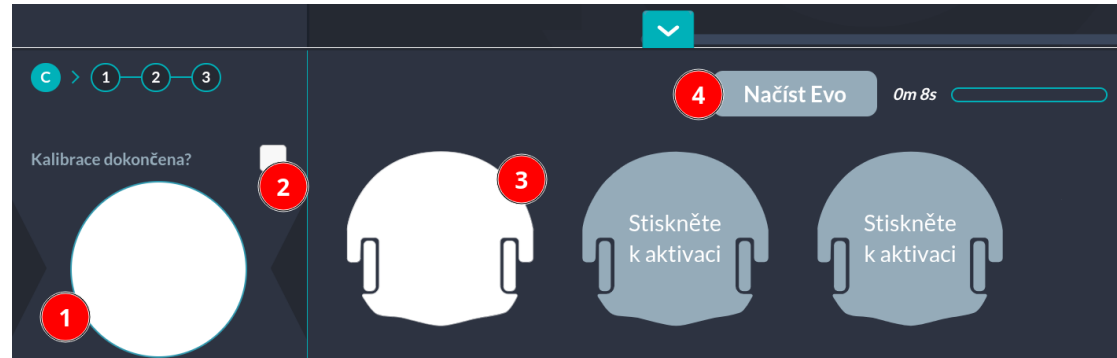 C > 1 2 3
4
Načíst Evo
0m 8s
Kalibrace dokončena?
2
3
Stiskněte
k aktivaci
Stiskněte
k aktivaci
1